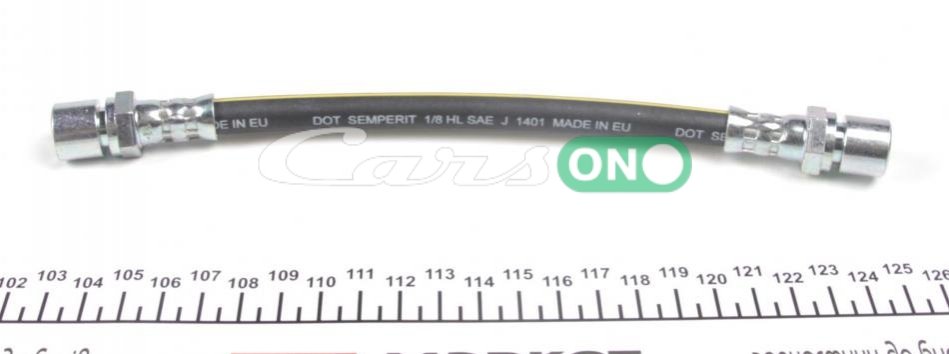 DE IN EU DOT SEMPERIT 1/8 HL SAE J 1401 MADE IN EU DOT SE
Cars ON
102 103 104 105 106 107 108 109 110 111 112 113 114 115 116 117 118 119 120 121 122 123 124 125 126